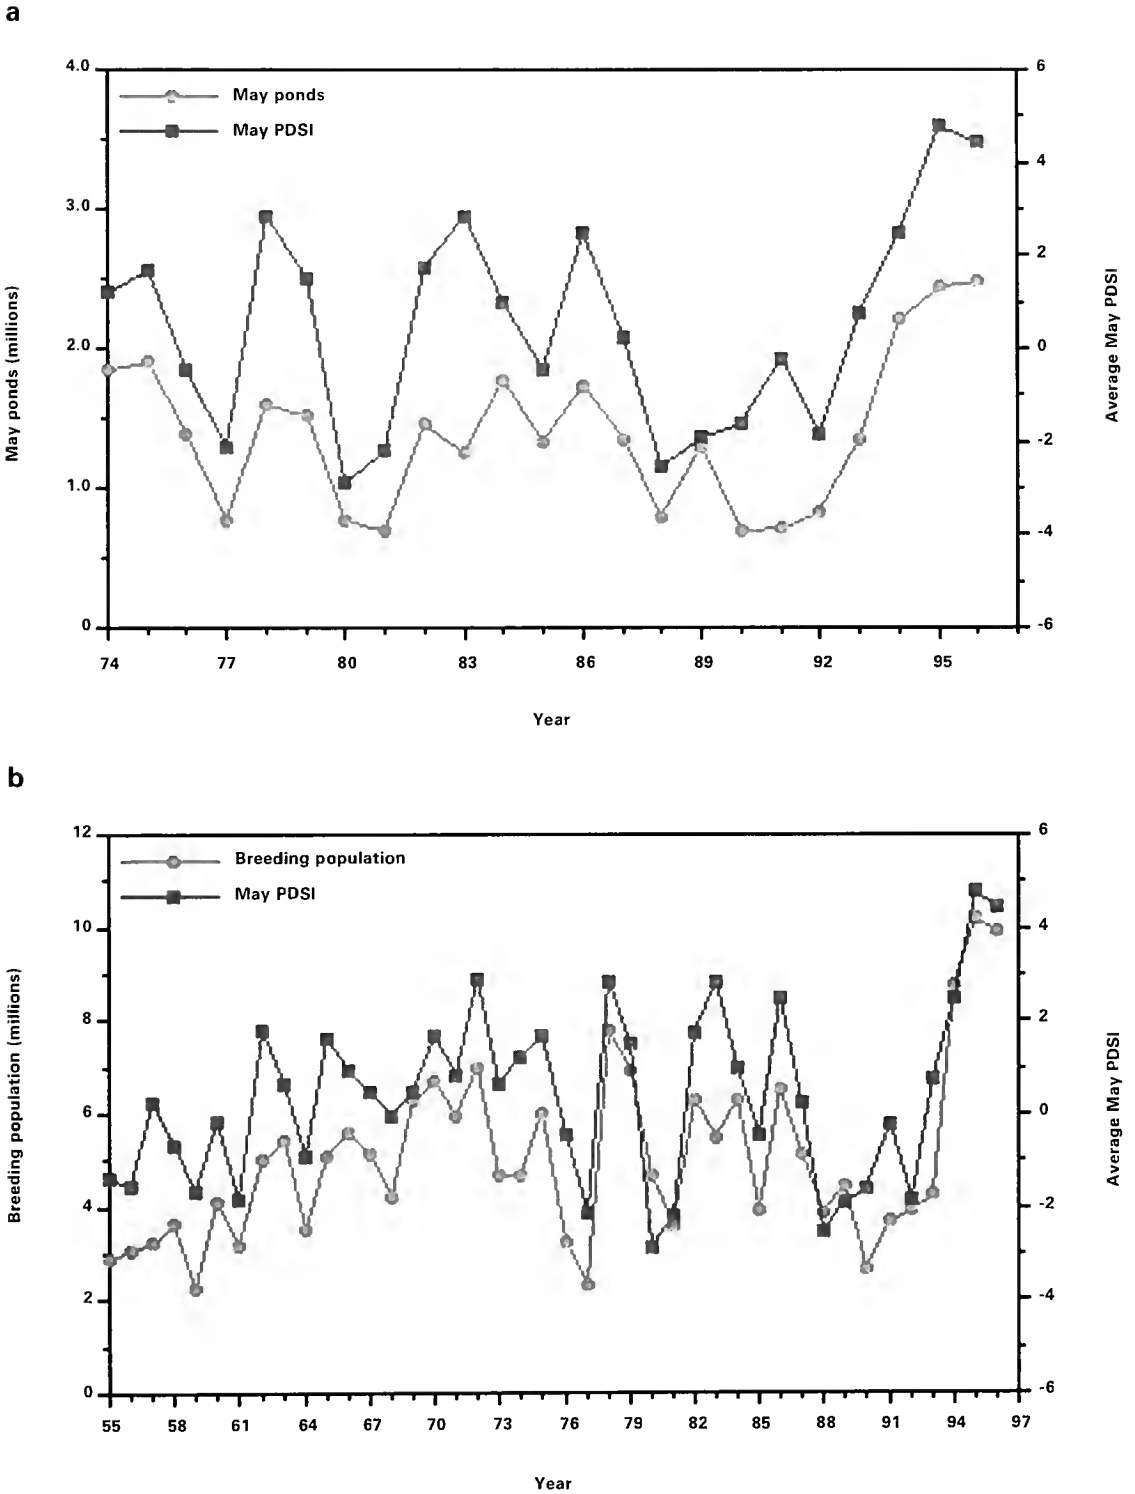 a
4.0
6
May ponds
May PDSI
4
3.0
2
2.0
0
1.0
-2
-4
0
-6
May ponds (millions)
Average May PDSI
74 77 80 83 86 89 92 95
Year
b
12
6
Breeding population
May PDSI
10
4
8
2
6
0
4
-2
2
-4
0
-6
Breeding population (millions)
Average May PDSI
55 58 61 64 67 70 73 76 79 82 85 88 91 94 97
Year